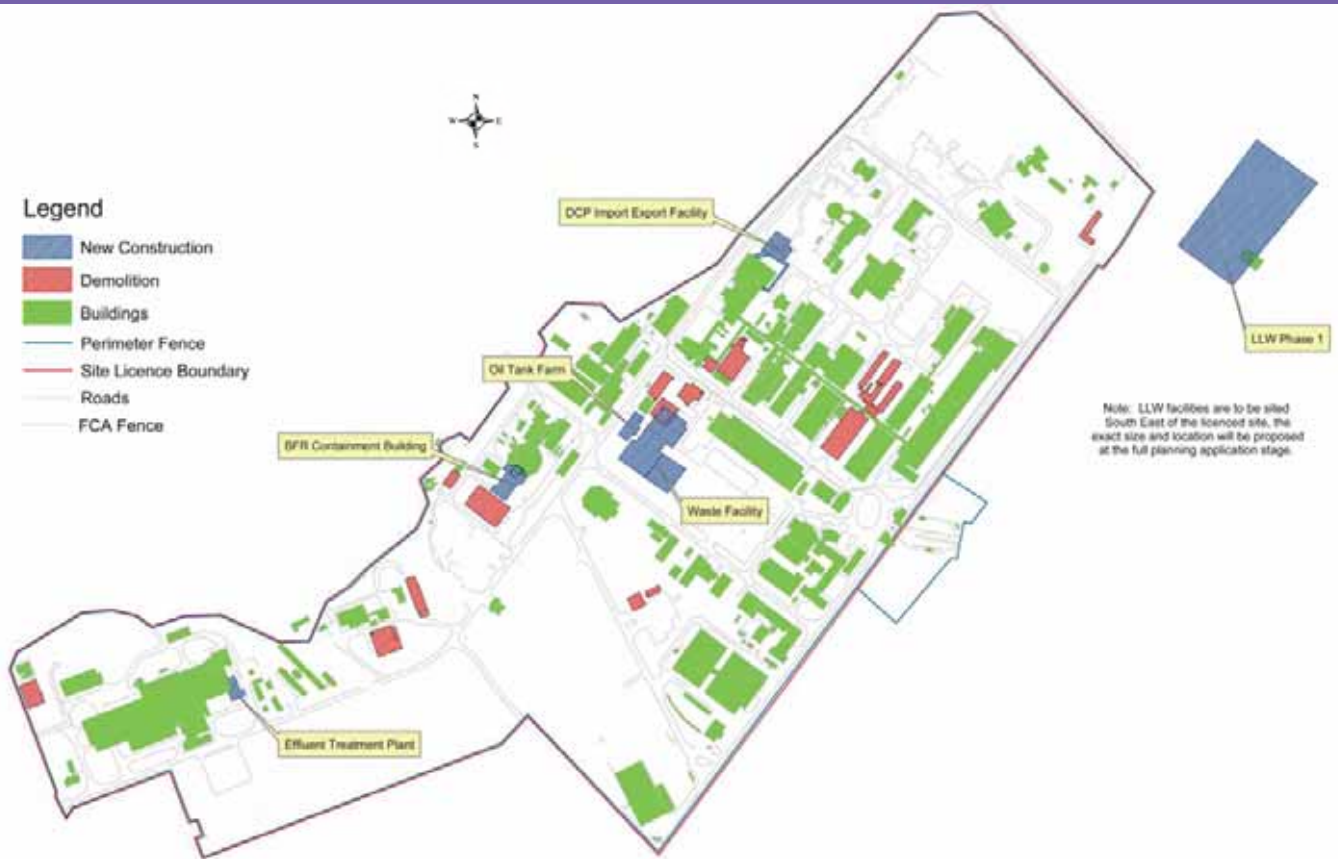 N
W E
S
Legend
New Construction
Demolition
Buildings
Perimeter Fence
Site Licence Boundary
Roads
FCA Fence
DCP Import Export Facility
Oil Tank Farm
BFR Containment Building
Waste Facility
Effluent Treatment Plant
LLW Phase 1
Note: LLW facilities are to be sited
South East of the licenced site, the
exact size and location will be proposed
at the full planning application stage.